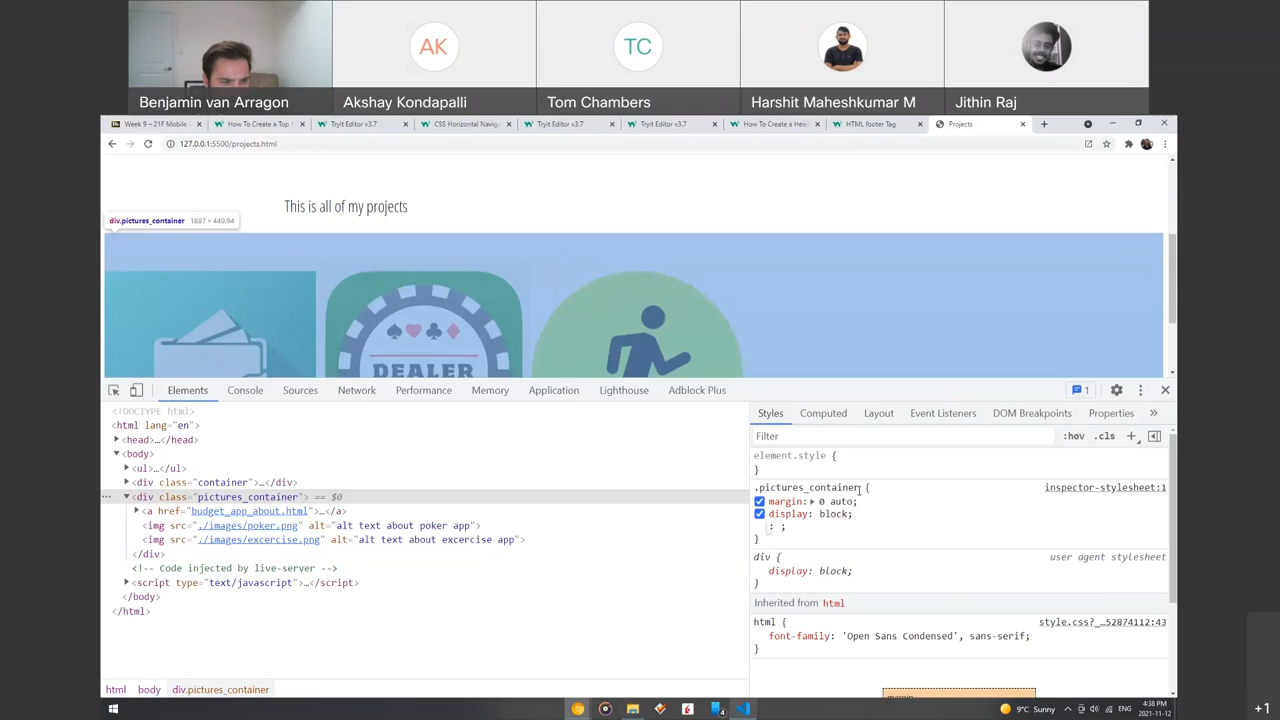 AK
TC
Benjamin van Arragon
Akshay Kondapalli
Tom Chambers
Harshit Maheshkumar M
Jithin Raj
Week 9 – 21F Mobile
How To Create a Top
Tryit Editor v3.7
CSS Horizontal Naviga
Tryit Editor v3.7
Tryit Editor v3.7
How To Create a Hea
HTML footer Tag
Projects
127.0.0.1:5500/projects.html
This is all of my projects
div.pictures_container 1887 × 449.94
DEALER
Elements
Console
Sources
Network
Performance
Memory
Application
Lighthouse
Adblock Plus
1
<!DOCTYPE html>
<html lang="en">
<head>…</head>
<body>
<ul>…</ul>
<div class="container">…</div>
<div class="pictures_container"> == $0
<a href="budget_app_about.html">…</a>
<img src="./images/poker.png" alt="alt text about poker app">
<img src="./images/excercise.png" alt="alt text about excercise app">
</div>
<!-- Code injected by live-server -->
<script type="text/javascript">…</script>
</body>
</html>
html body div.pictures_container
Styles
Computed
Layout
Event Listeners
DOM Breakpoints
Properties
Filter
:hov .cls
element.style {
}
.pictures_container {
inspector-stylesheet:1
margin: 0 auto;
display: block;
: ;
}
div {
user agent stylesheet
display: block;
}
Inherited from html
html {
style.css?_…52874112:43
font-family: 'Open Sans Condensed', sans-serif;
}
margin
4
9°C Sunny
ENG
4:38 PM
2021-11-12
+1